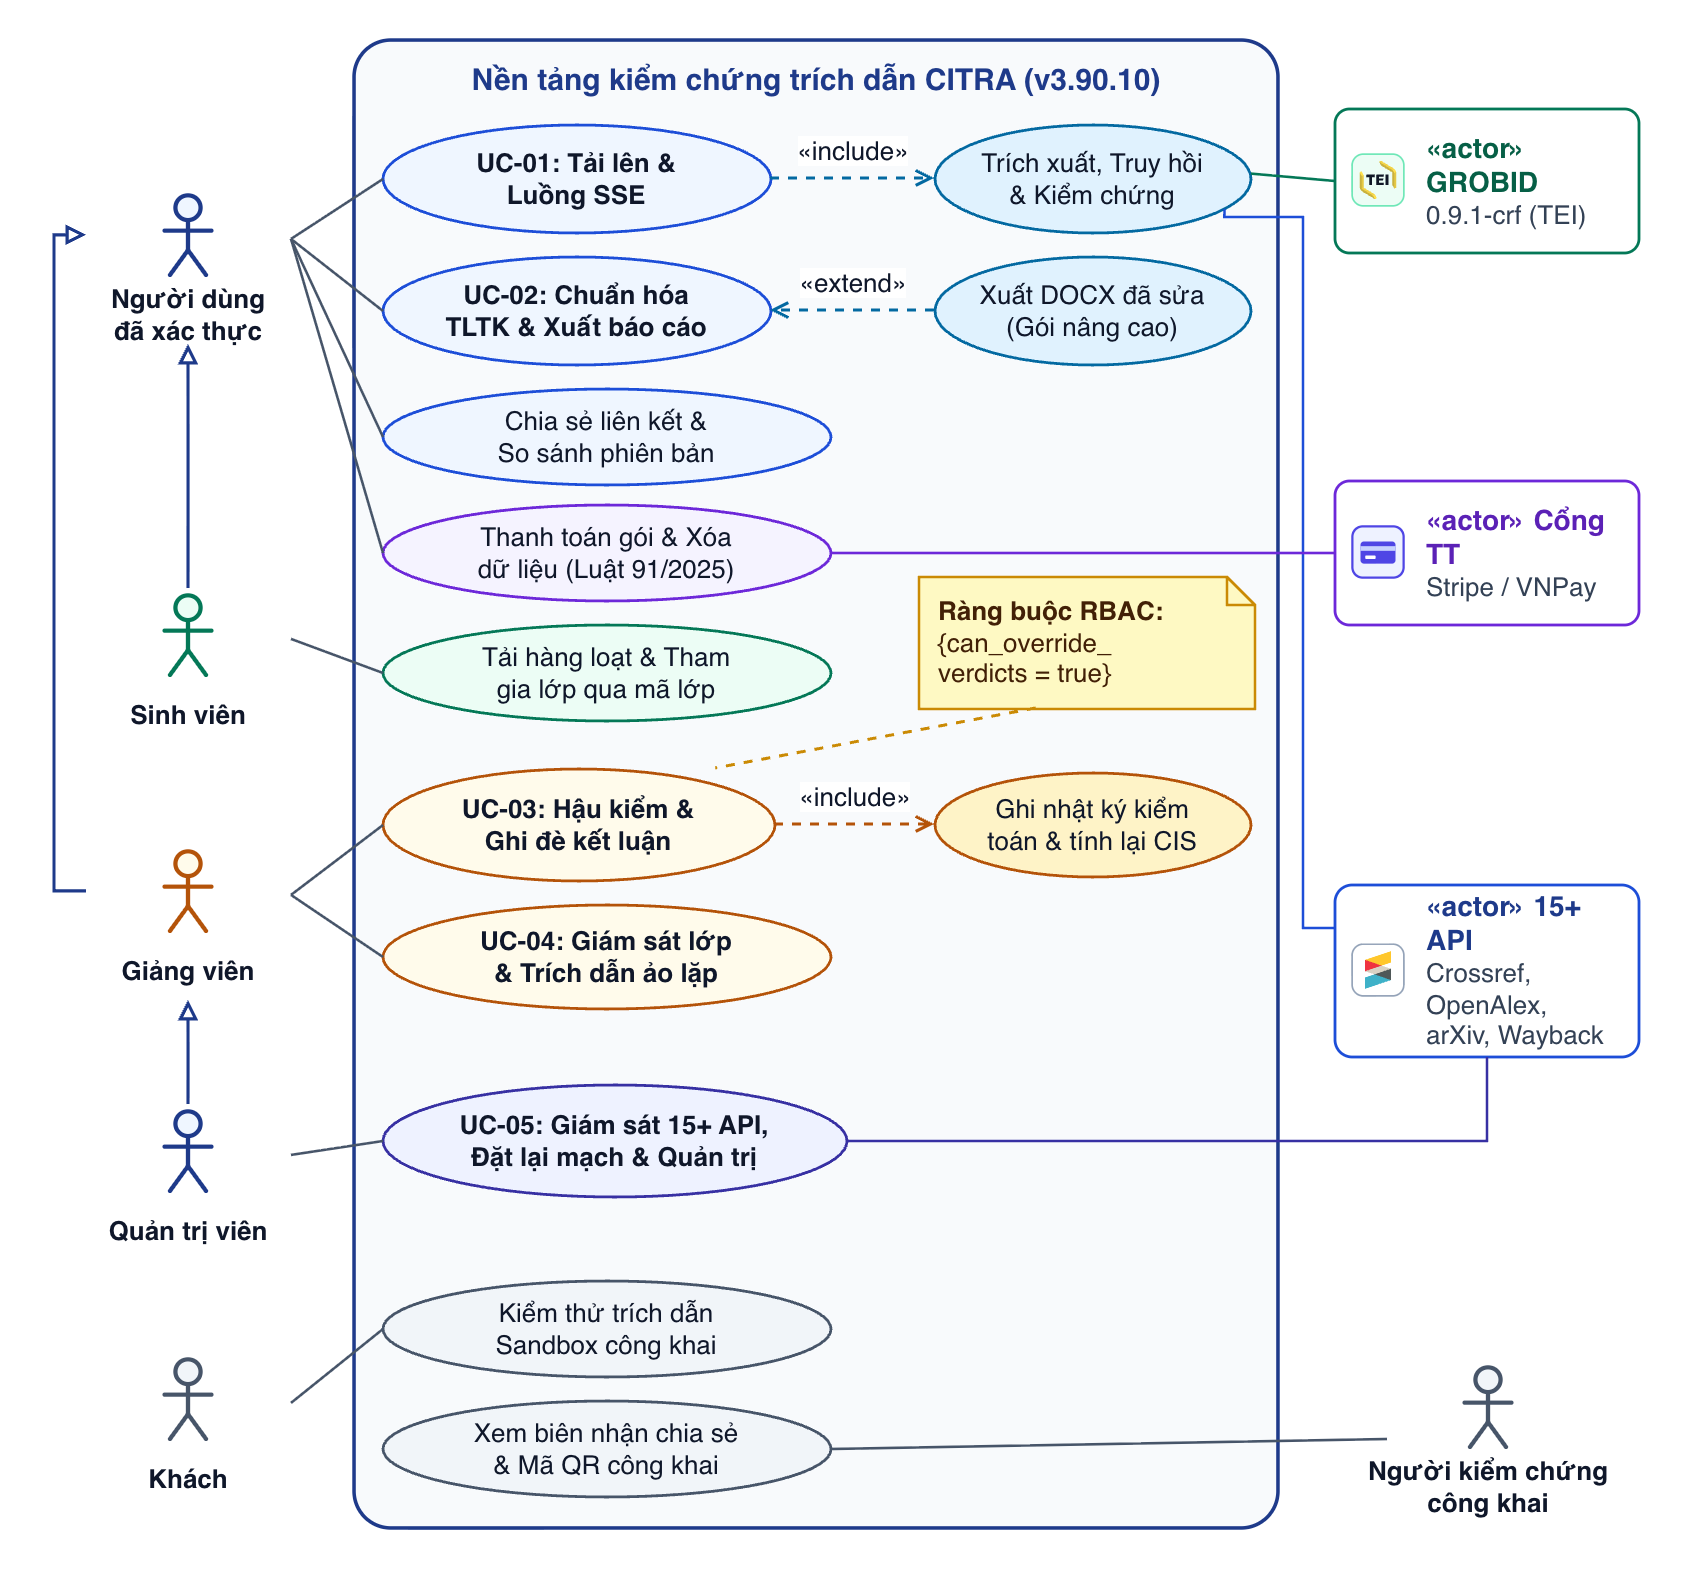 Nền tảng kiểm chứng trích dẫn CITRA (v3.90.10)
UC-01: Tải lên &
Luồng SSE
«include»
Trích xuất, Truy hồi
& Kiểm chứng
TEI
«actor»
GROBID
0.9.1-crf (TEI)
Người dùng
đã xác thực
UC-02: Chuẩn hóa
TLTK & Xuất báo cáo
«extend»
Xuất DOCX đã sửa
(Gói nâng cao)
Chia sẻ liên kết &
So sánh phiên bản
Thanh toán gói & Xóa
dữ liệu (Luật 91/2025)
«actor» Cổng
TT
Stripe / VNPay
Ràng buộc RBAC:
{can_override_
verdicts = true}
Sinh viên
Tải hàng loạt & Tham
gia lớp qua mã lớp
UC-03: Hậu kiểm &
Ghi đè kết luận
«include»
Ghi nhật ký kiểm
toán & tính lại CIS
Giảng viên
UC-04: Giám sát lớp
& Trích dẫn ảo lặp
«actor» 15+
API
Crossref,
OpenAlex,
arXiv, Wayback
UC-05: Giám sát 15+ API,
Đặt lại mạch & Quản trị
Quản trị viên
Kiểm thử trích dẫn
Sandbox công khai
Khách
Xem biên nhận chia sẻ
& Mã QR công khai
Người kiểm chứng
công khai